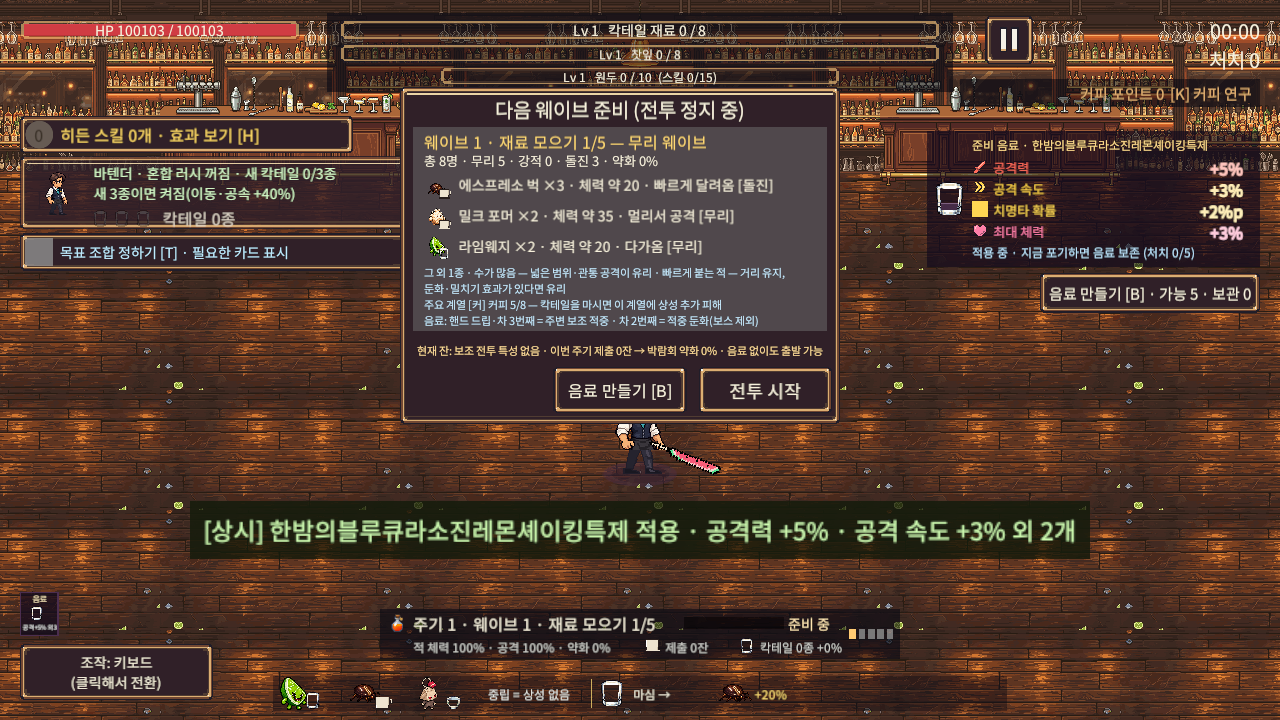 HP 100103 / 100103
Lv1 칵테일 재료 0 / 8
Lv1 찻잎 0 / 8
Lv1 원두 0 / 10 (스킬 0/15)
00:00
처치 0
커피 포인트 0 [K] 커피 연구
0 히든 스킬 0개 · 효과 보기 [H]
바텐더 · 혼합 러시 꺼짐 · 새 칵테일 0/3종
새 3종이면 켜짐(이동·공속 +40%)
칵테일 0종
목표 조합 정하기 [T] · 필요한 카드 표시
다음 웨이브 준비 (전투 정지 중)
웨이브 1 · 재료 모으기 1/5 — 무리 웨이브
총 8명 · 무리 5 · 강적 0 · 돌진 3 · 약화 0%
에스프레소 벅 ×3 · 체력 약 20 · 빠르게 달려옴 [돌진]
밀크 포머 ×2 · 체력 약 35 · 멀리서 공격 [무리]
라임웨지 ×2 · 체력 약 20 · 다가옴 [무리]
그 외 1종 · 수가 많음 — 넓은 범위·관통 공격이 유리 · 빠르게 붙는 적 — 거리 유지,
둔화·밀치기 효과가 있다면 유리
주요 계열 [커] 커피 5/8 — 칵테일을 마시면 이 계열에 상성 추가 피해
음료: 핸드 드립·차 3번째 = 주변 보조 적중 · 차 2번째 = 적중 둔화(보스 제외)
현재 잔: 보조 전투 특성 없음 · 이번 주기 제출 0잔 → 박람회 약화 0% · 음료 없이도 출발 가능
음료 만들기 [B]
전투 시작
준비 음료 · 한밤의블루큐라소진레몬셰이킹특제
공격력 +5%
공격 속도 +3%
치명타 확률 +2%p
최대 체력 +3%
적용 중 · 지금 포기하면 음료 보존 (처치 0/5)
음료 만들기 [B] · 가능 5 · 보관 0
[상시] 한밤의블루큐라소진레몬셰이킹특제 적용 · 공격력 +5% · 공격 속도 +3% 외 2개
음료
공격+5% 외3
주기 1 · 웨이브 1 · 재료 모으기 1/5
준비 중
적 체력 100% · 공격 100% · 약화 0%
제출 0잔
칵테일 0종 +0%
조작: 키보드
(클릭해서 전환)
중립 = 상성 없음
마심 →
+20%